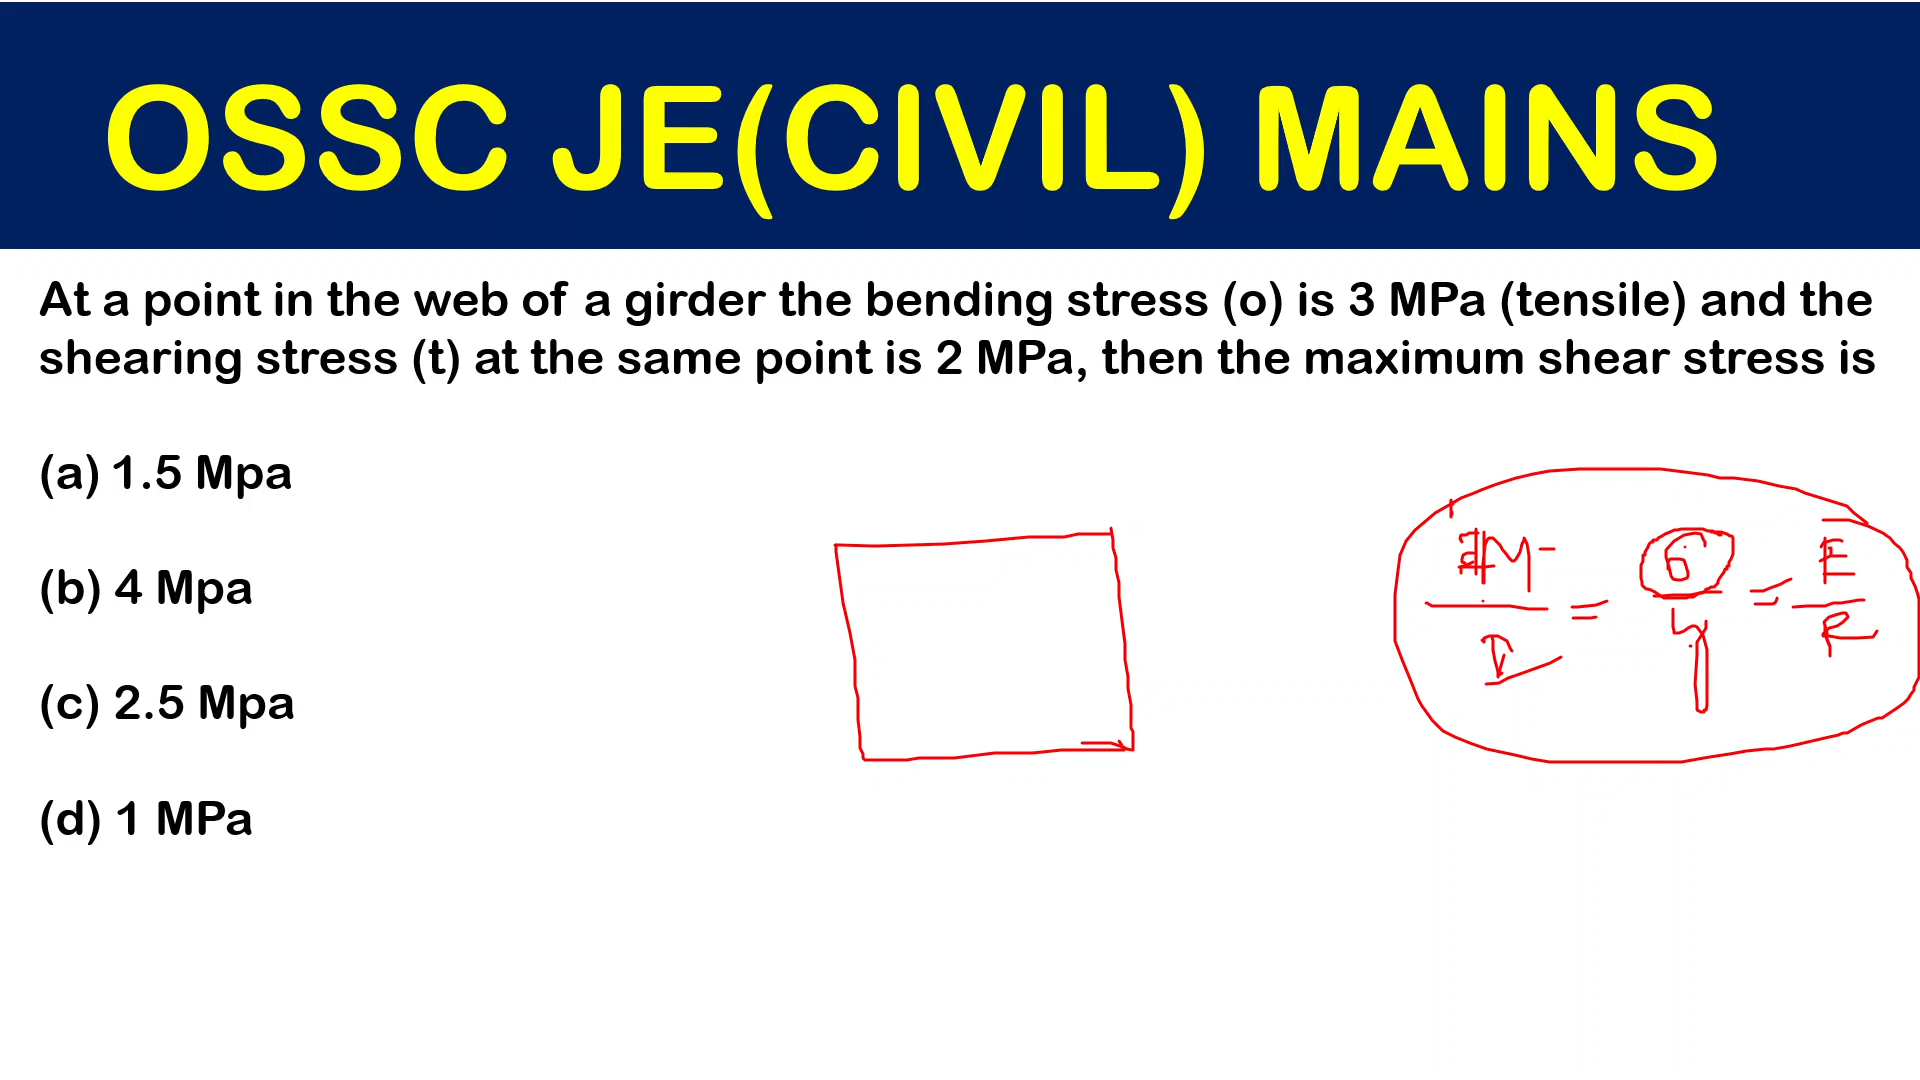 OSSC JE(CIVIL) MAINS
At a point in the web of a girder the bending stress (o) is 3 MPa (tensile) and the
shearing stress (t) at the same point is 2 MPa, then the maximum shear stress is
(a) 1.5 Mpa
(b) 4 Mpa
(c) 2.5 Mpa
(d) 1 MPa
M = σ = E
I y R